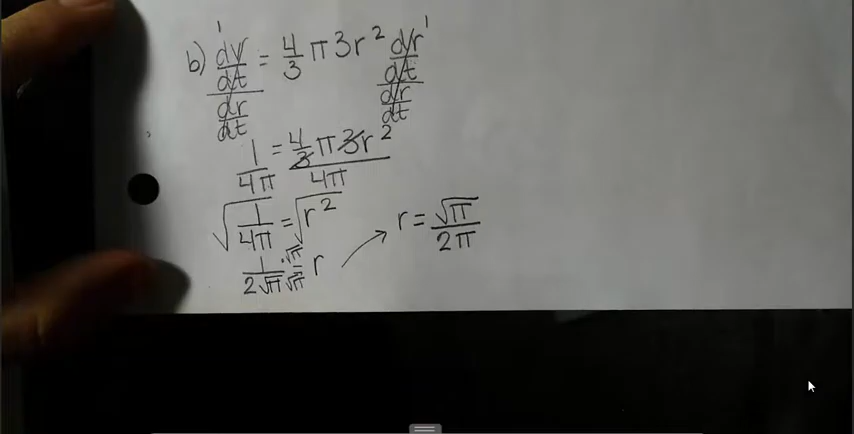 b) dv/dt / dr/dt = 4/3 π 3r² dr/dt / dr/dt
1/4π = 4/3 π 3r² / 4π
√1/4π = √r²
1/2√π · √π/√π = r → r = √π/2π